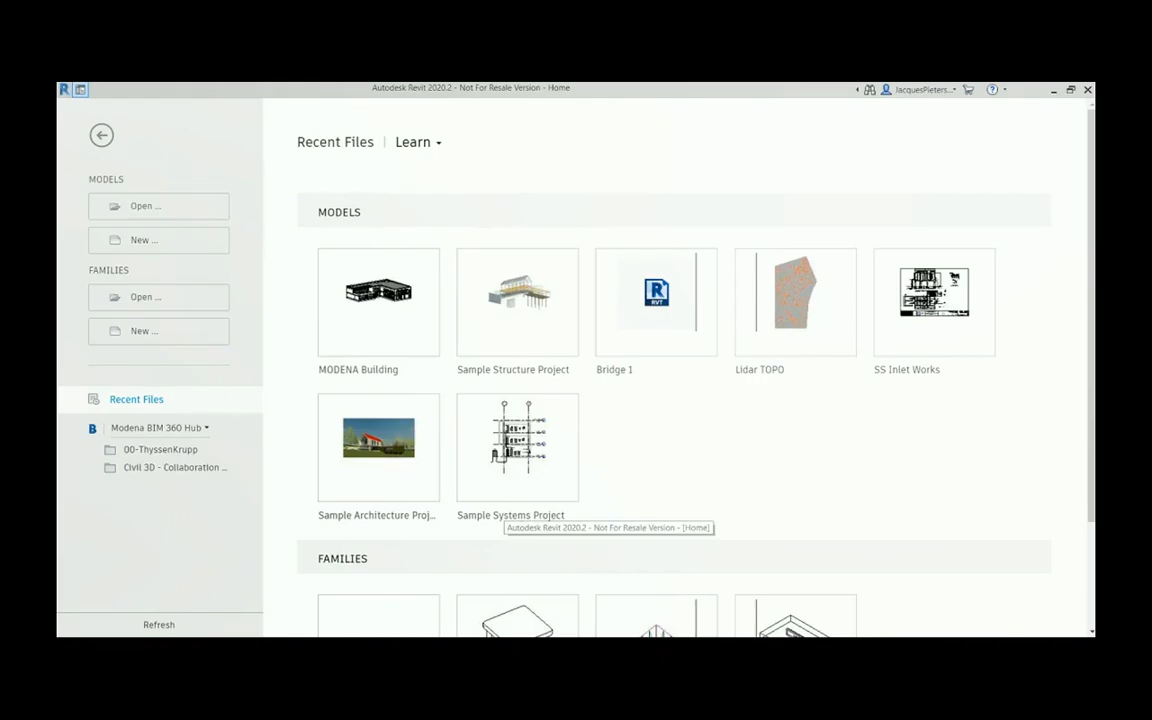 Autodesk Revit 2020.2 - Not For Resale Version - Home
JacquesPieters...
Recent Files | Learn
MODELS
Open ...
New ...
FAMILIES
Open ...
New ...
Recent Files
B Modena BIM 360 Hub
00-ThyssenKrupp
Civil 3D - Collaboration ...
Refresh
MODELS
R
RVT
MODENA Building
Sample Structure Project
Bridge 1
Lidar TOPO
SS Inlet Works
Sample Architecture Proj...
Sample Systems Project
Autodesk Revit 2020.2 - Not For Resale Version - [Home]
FAMILIES